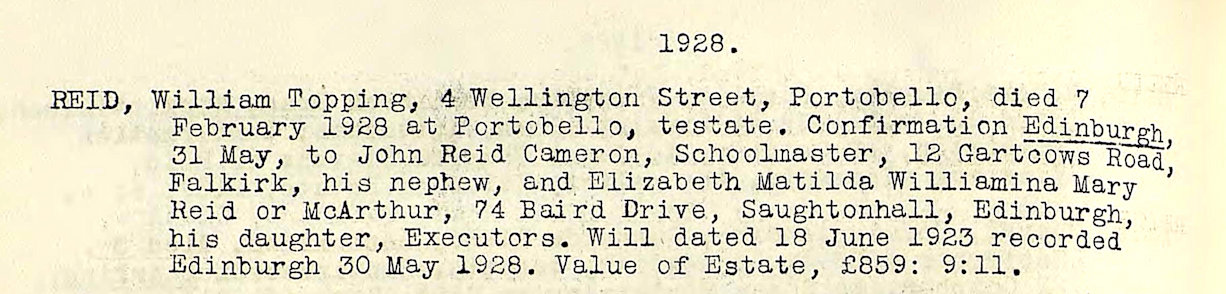 1928.
REID, William Topping, 4 Wellington Street, Portobello, died 7
February 1928 at Portobello, testate. Confirmation Edinburgh,
31 May, to John Reid Cameron, Schoolmaster, 12 Gartcows Road,
Falkirk, his nephew, and Elizabeth Matilda Williamina Mary
Reid or McArthur, 74 Baird Drive, Saughtonhall, Edinburgh,
his daughter, Executors. Will dated 18 June 1923 recorded
Edinburgh 30 May 1928. Value of Estate, £859: 9:11.